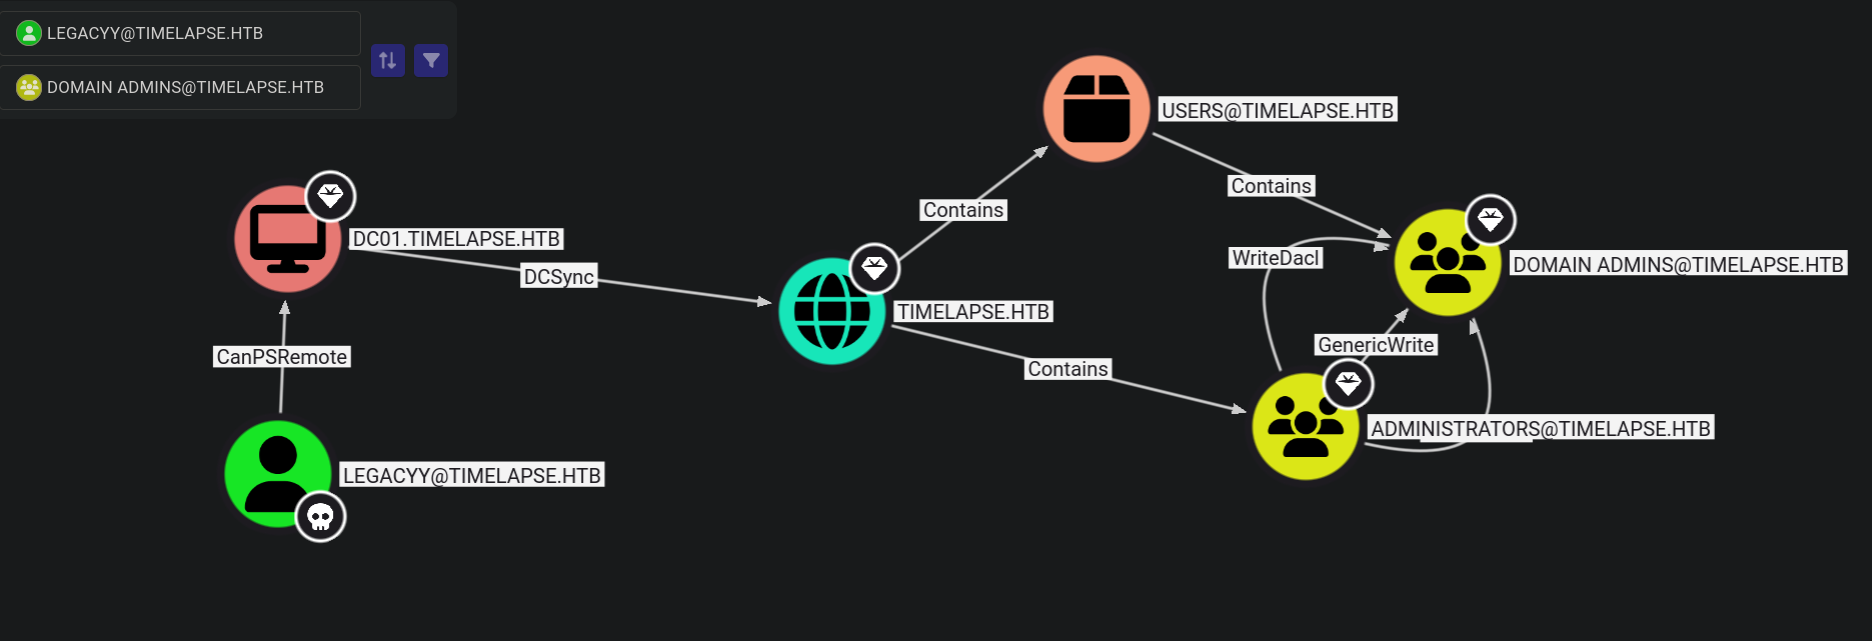 LEGACYY@TIMELAPSE.HTB
DOMAIN ADMINS@TIMELAPSE.HTB
USERS@TIMELAPSE.HTB
Contains
Contains
DC01.TIMELAPSE.HTB
WriteDacl
DOMAIN ADMINS@TIMELAPSE.HTB
DCSync
TIMELAPSE.HTB
GenericWrite
CanPSRemote
Contains
ADMINISTRATORS@TIMELAPSE.HTB
LEGACYY@TIMELAPSE.HTB